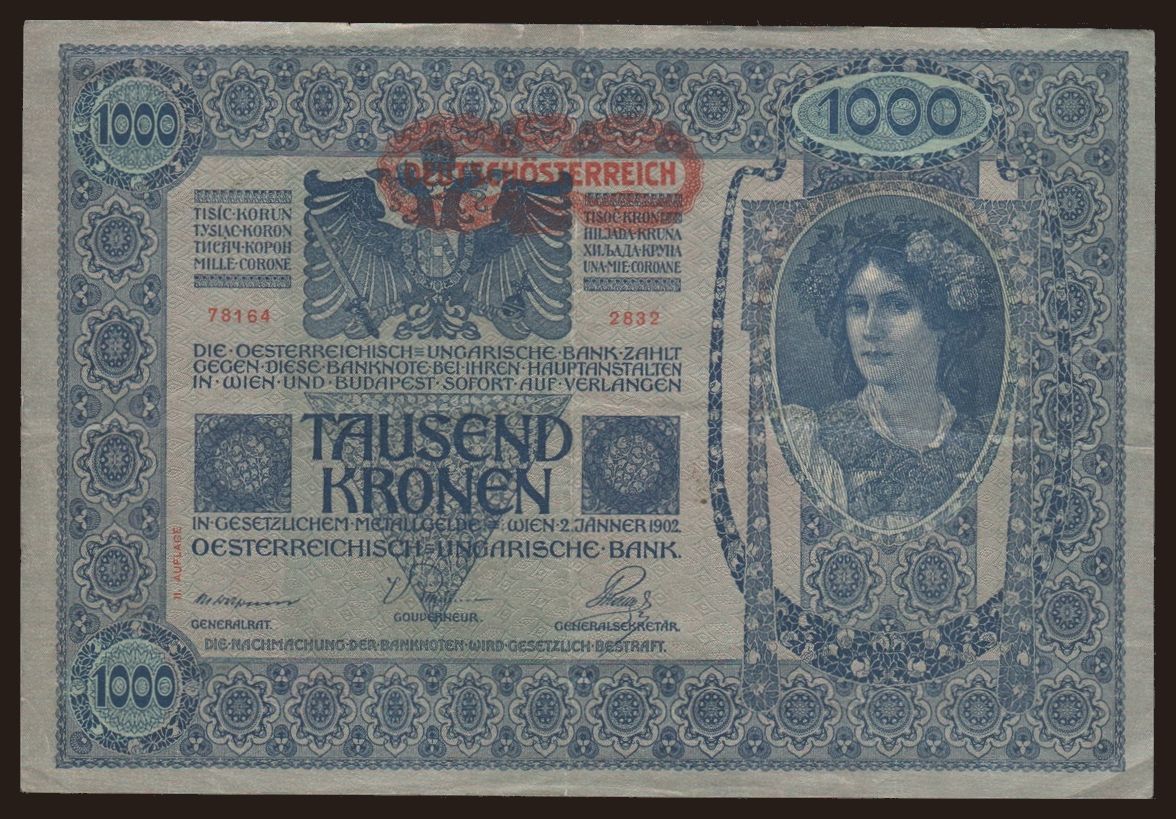 1000
1000
DEUTSCHÖSTERREICH
TISÍC·KORUN
TYSIĄC·KORON
ТИСЯЧ·КОРОН
MILLE·CORONE
TISOČ·KRON
HILJADA·KRUNA
ХИЉАДА·КРУНА
UNA·MIE·COROANE
78164
2832
DIE·OESTERREICHISCH=UNGARISCHE·BANK·ZAHLT
GEGEN·DIESE·BANKNOTE·BEI·IHREN·HAUPTANSTALTEN
IN·WIEN·UND·BUDAPEST·SOFORT·AUF·VERLANGEN
TAUSEND
KRONEN
IN·GESETZLICHEM·METALLGELDE=WIEN·2.JÄNNER 1902
OESTERREICHISCH=UNGARISCHE·BANK.
II. AUFLAGE
GENERALRAT.
GOUVERNEUR.
GENERALSEKRETÄR.
DIE·NACHMACHUNG·DER·BANKNOTEN·WIRD·GESETZLICH·BESTRAFT.
1000